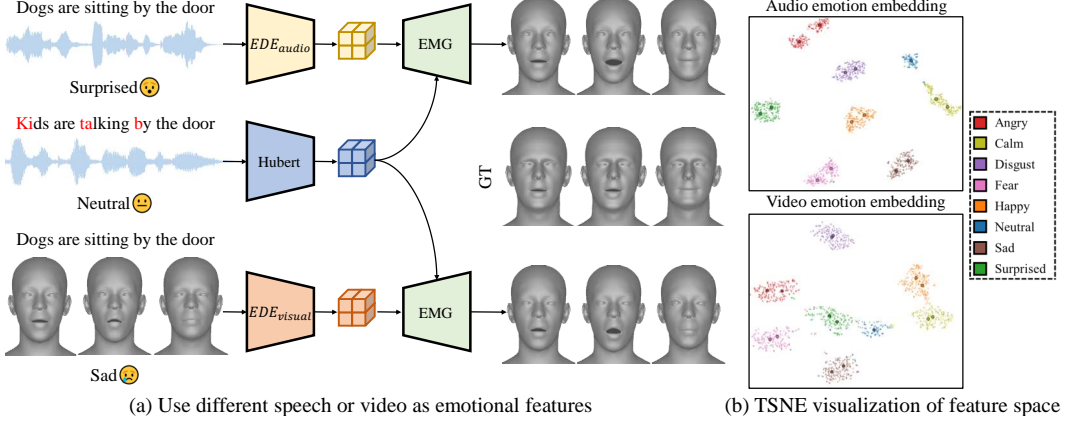 Dogs are sitting by the door
EDE_audio
EMG
Surprised
Kids are talking by the door
Hubert
Neutral
GT
Dogs are sitting by the door
EDE_visual
EMG
Sad
(a) Use different speech or video as emotional features
Audio emotion embedding
Video emotion embedding
Angry
Calm
Disgust
Fear
Happy
Neutral
Sad
Surprised
(b) TSNE visualization of feature space